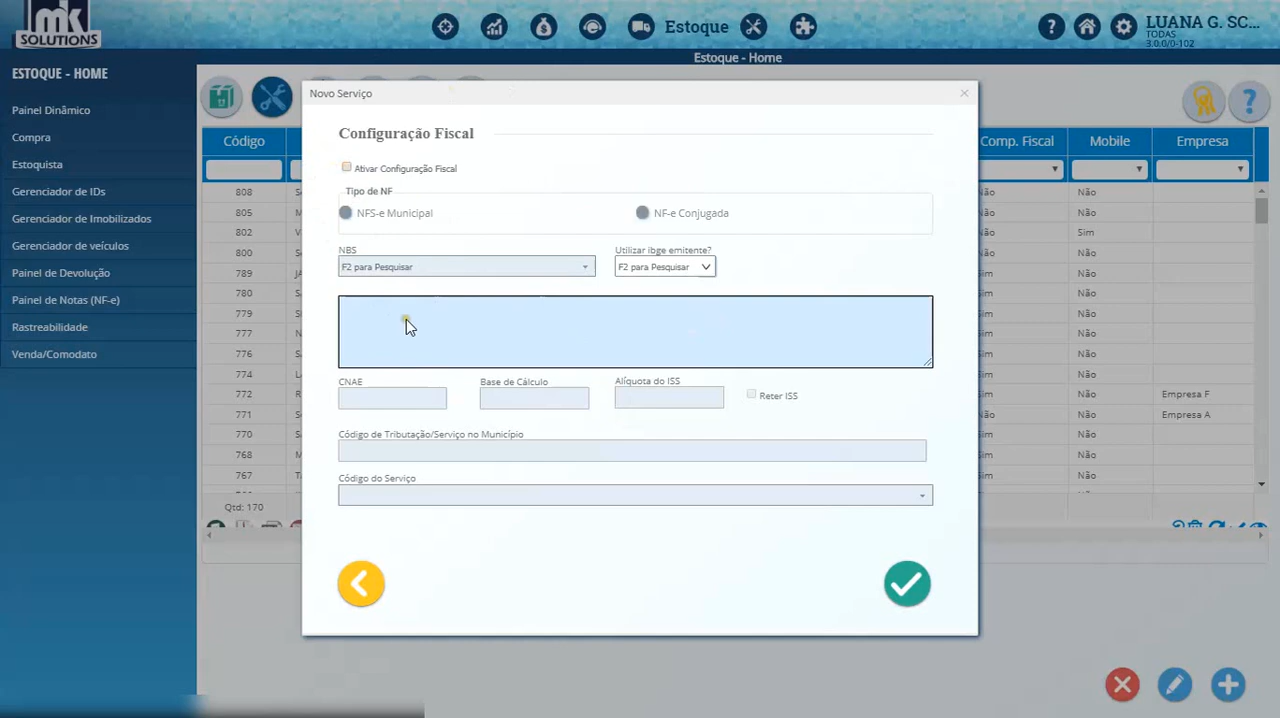 mk
SOLUTIONS
Estoque
LUANA G. SC...
TODAS
3.0.0/0-102
ESTOQUE - HOME
Estoque - Home
Painel Dinâmico
Compra
Estoquista
Gerenciador de IDs
Gerenciador de Imobilizados
Gerenciador de veículos
Painel de Devolução
Painel de Notas (NF-e)
Rastreabilidade
Venda/Comodato
Código
Comp. Fiscal
Mobile
Empresa
808
Não
Não
805
Não
Não
802
Não
Sim
800
Não
Não
789
Sim
Não
780
Sim
Não
779
Sim
Não
777
Sim
Não
776
Sim
Não
774
Sim
Não
772
Sim
Não
Empresa F
771
Não
Não
Empresa A
770
Sim
Não
768
Sim
Não
767
Sim
Não
Qtd: 170
Novo Serviço
Configuração Fiscal
Ativar Configuração Fiscal
Tipo de NF
NFS-e Municipal
NF-e Conjugada
NBS
Utilizar ibge emitente?
F2 para Pesquisar
F2 para Pesquisar
CNAE
Base de Cálculo
Alíquota do ISS
Reter ISS
Código de Tributação/Serviço no Município
Código do Serviço